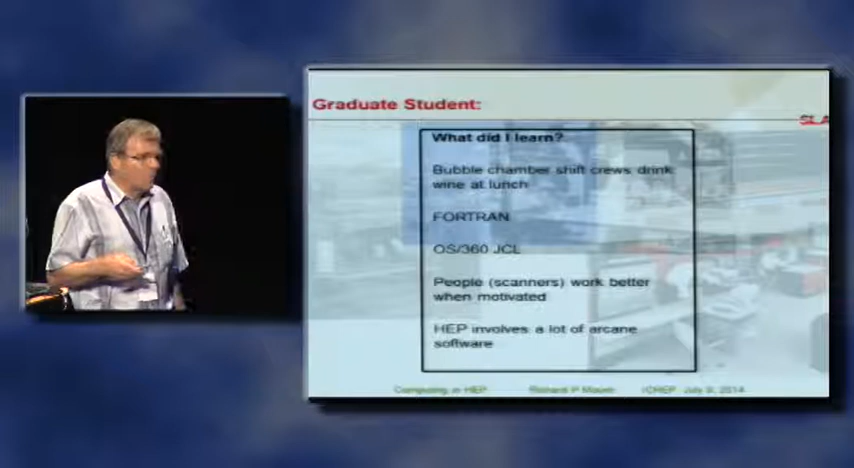 Graduate Student:
SLA
What did I learn?
Bubble chamber shift crews drink
wine at lunch
FORTRAN
OS/360 JCL
People (scanners) work better
when motivated
HEP involves a lot of arcane
software
Computing in HEP Richard P Mount ICHEP July 9, 2014